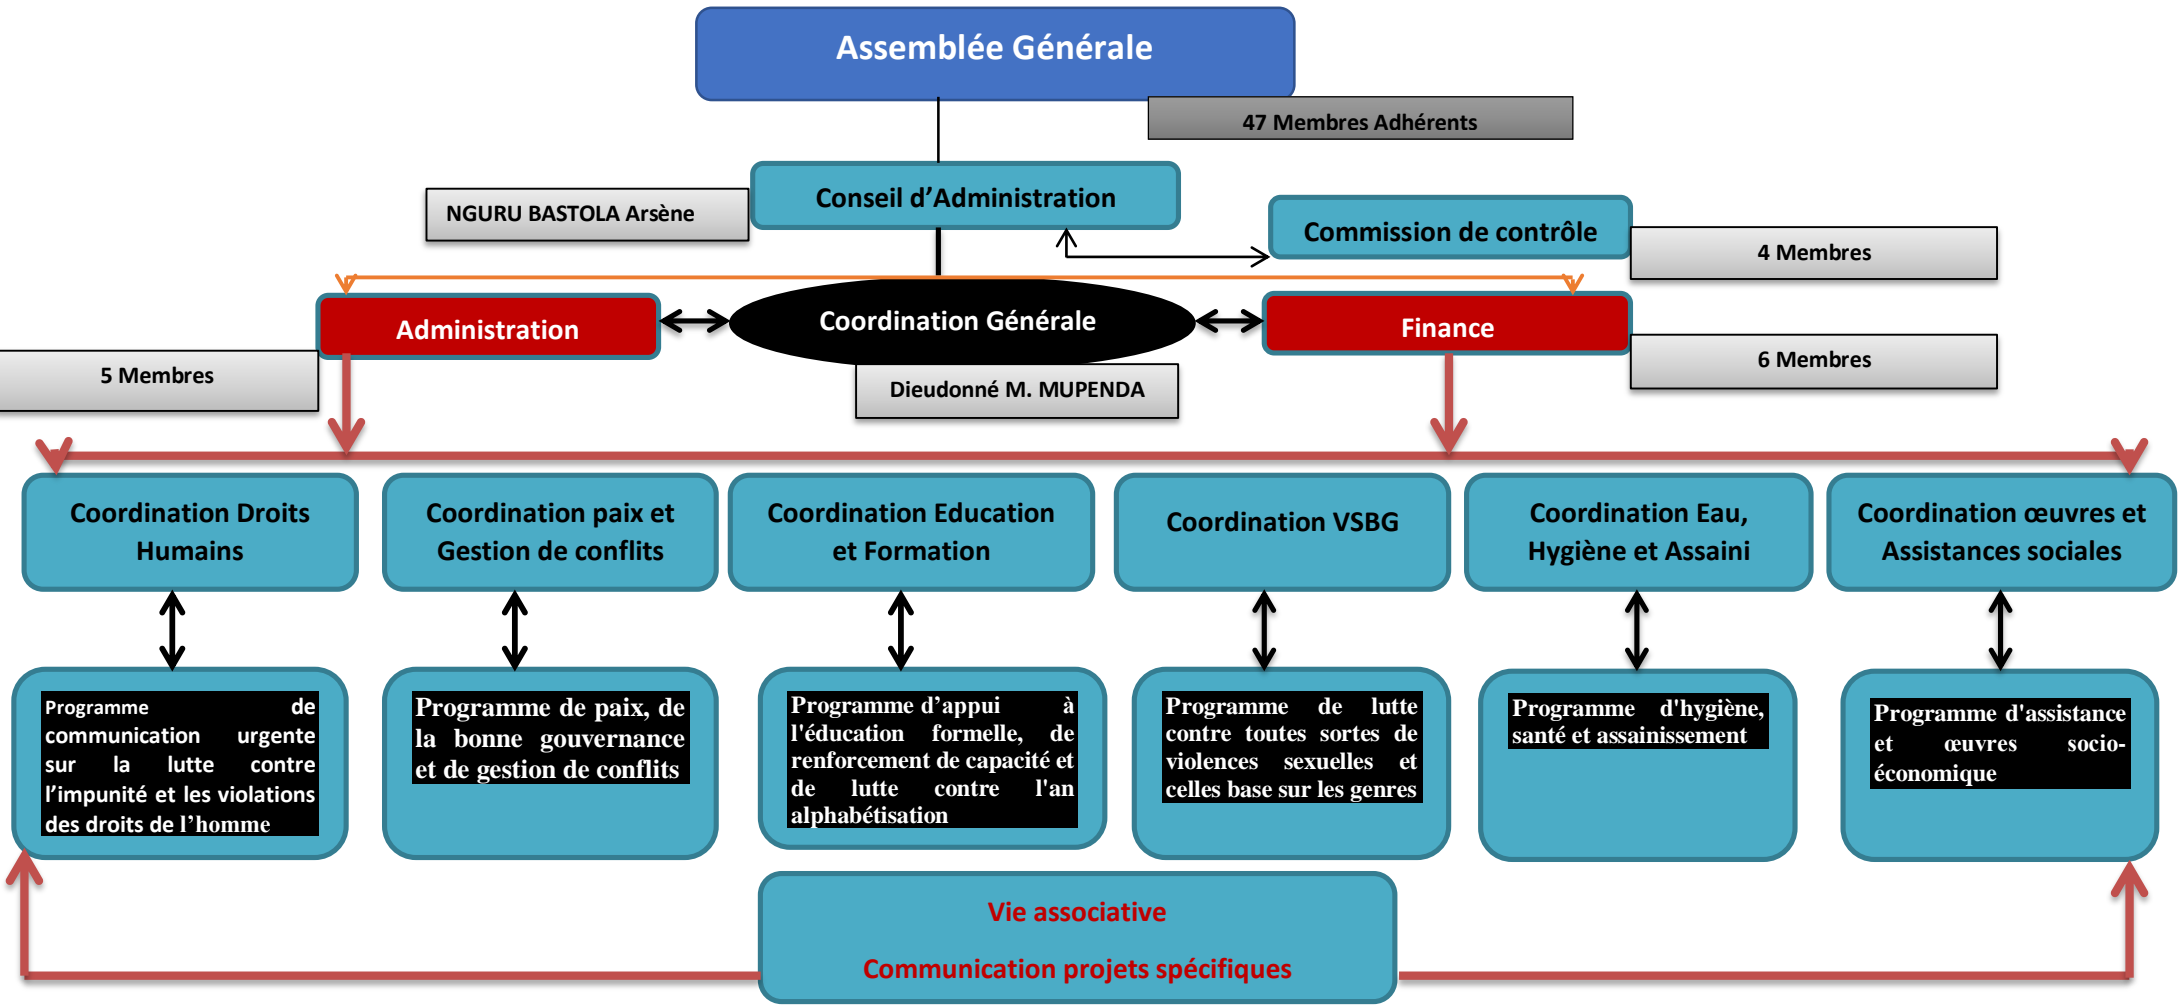 Assemblée Générale
47 Membres Adhérents
Conseil d’Administration
NGURU BASTOLA Arsène
Commission de contrôle
4 Membres
Administration
Coordination Générale
Finance
5 Membres
Dieudonné M. MUPENDA
6 Membres
Coordination Droits
Humains
Coordination paix et
Gestion de conflits
Coordination Education
et Formation
Coordination VSBG
Coordination Eau,
Hygiène et Assaini
Coordination œuvres et
Assistances sociales
Programme de
communication urgente
sur la lutte contre
l’impunité et les violations
des droits de l’homme
Programme de paix, de
la bonne gouvernance
et de gestion de conflits
Programme d’appui à
l'éducation formelle, de
renforcement de capacité et
de lutte contre l'an
alphabétisation
Programme de lutte
contre toutes sortes de
violences sexuelles et
celles base sur les genres
Programme d'hygiène,
santé et assainissement
Programme d'assistance
et œuvres socio-
économique
Vie associative
Communication projets spécifiques